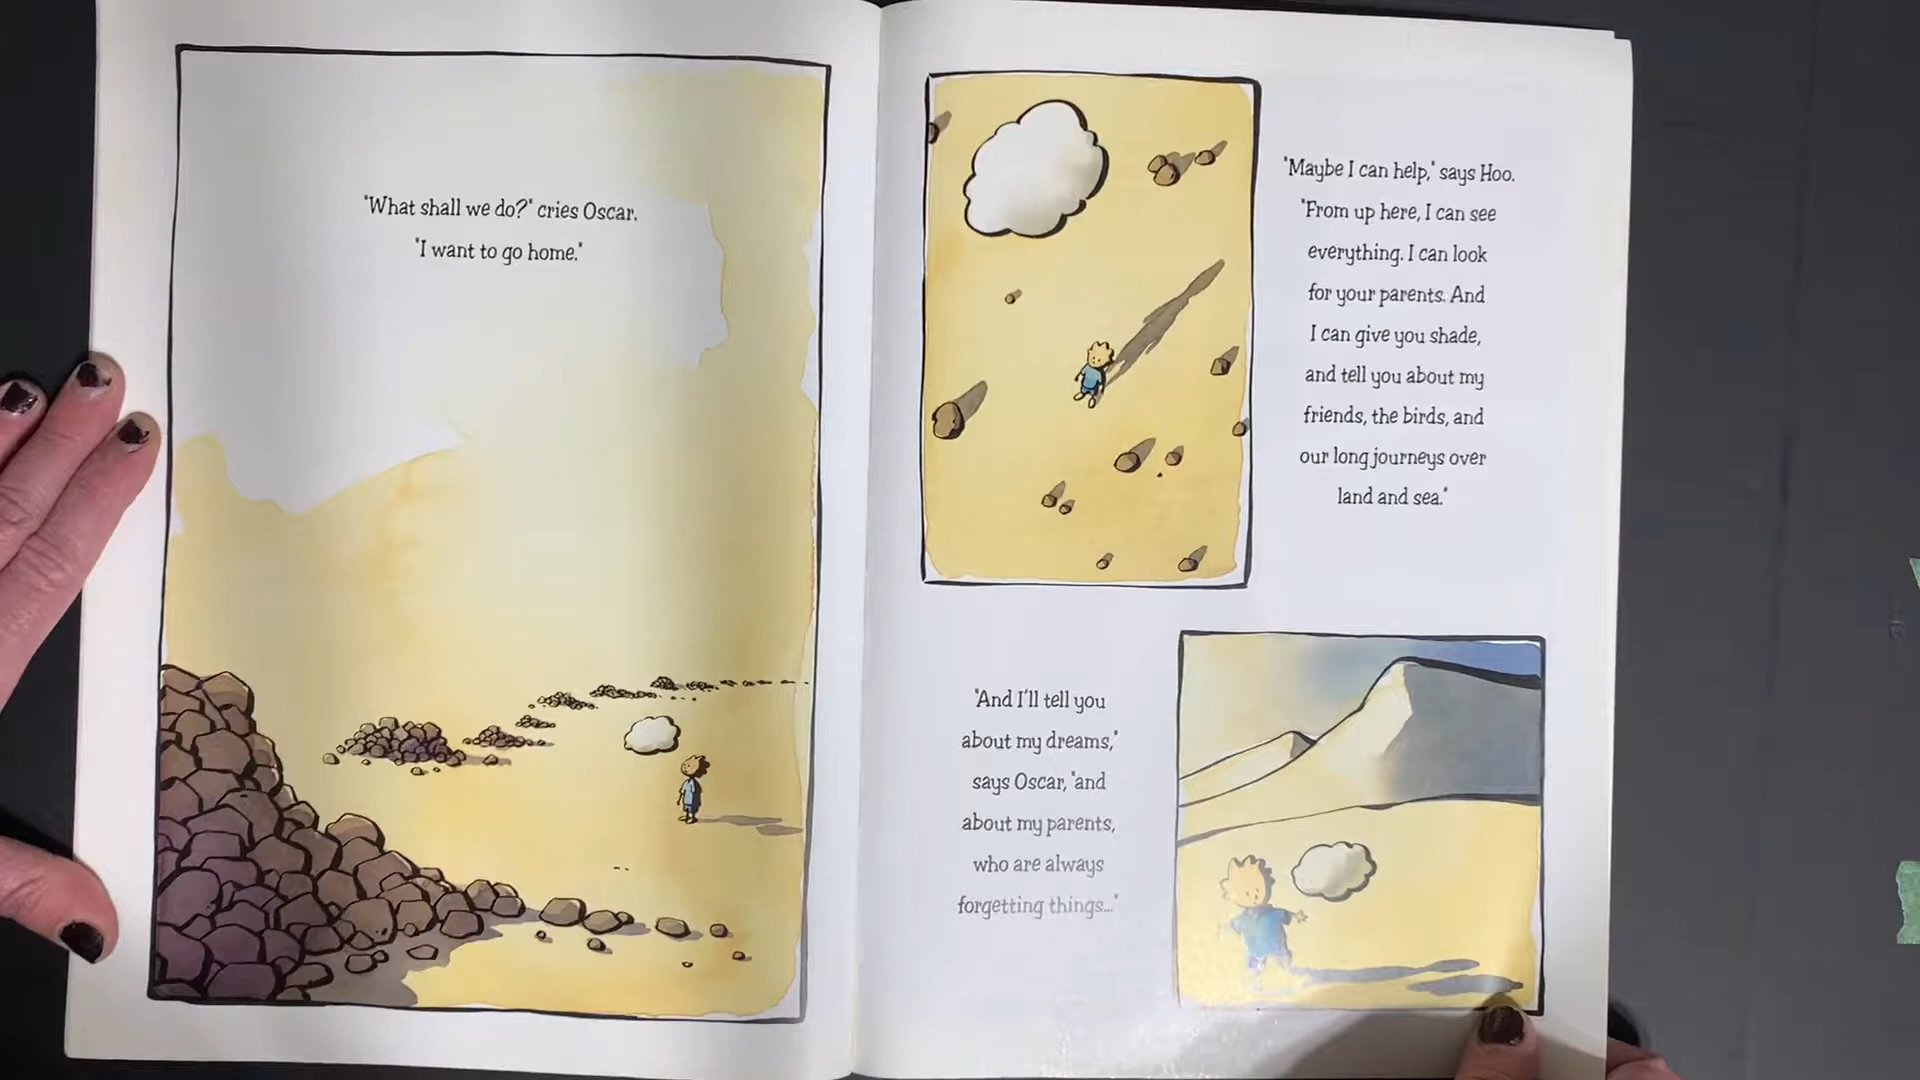 "What shall we do?" cries Oscar.
"I want to go home."
"Maybe I can help," says Hoo.
"From up here, I can see
everything. I can look
for your parents. And
I can give you shade,
and tell you about my
friends, the birds, and
our long journeys over
land and sea."
"And I'll tell you
about my dreams,"
says Oscar, "and
about my parents,
who are always
forgetting things..."